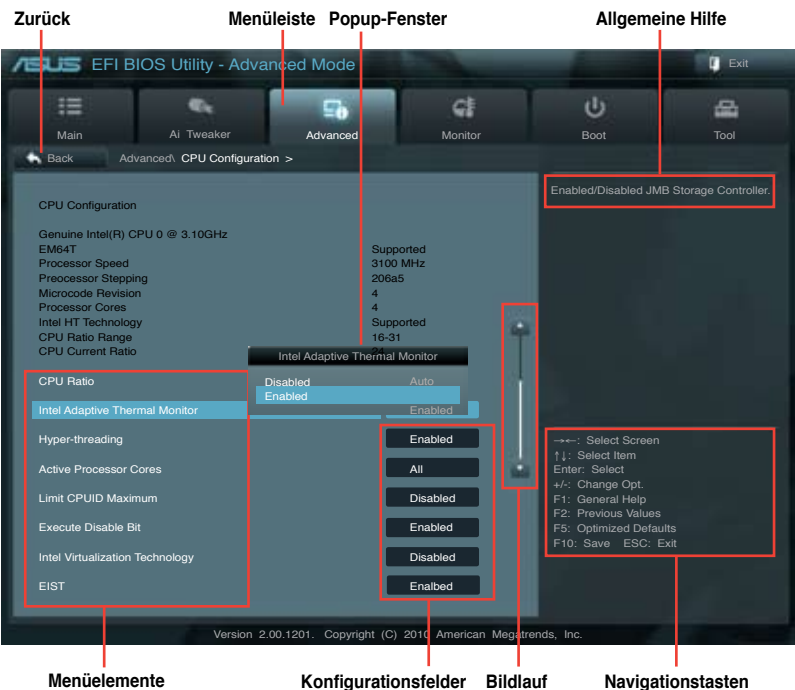 Zurück Menüleiste Popup-Fenster Allgemeine Hilfe
ASUS EFI BIOS Utility - Advanced Mode Exit
Main Ai Tweaker Advanced Monitor Boot Tool
Back Advanced\ CPU Configuration >
Enabled/Disabled JMB Storage Controller.
CPU Configuration
Genuine Intel(R) CPU 0 @ 3.10GHz
EM64T Supported
Processor Speed 3100 MHz
Preocessor Stepping 206a5
Microcode Revision 4
Processor Cores 4
Intel HT Technology Supported
CPU Ratio Range 16-31
CPU Current Ratio
Intel Adaptive Thermal Monitor
CPU Ratio Disabled Auto
Enabled
Intel Adaptive Thermal Monitor Enabled
Hyper-threading Enabled
Active Processor Cores All
Limit CPUID Maximum Disabled
Execute Disable Bit Enabled
Intel Virtualization Technology Disabled
EIST Enalbed
→←: Select Screen
↑↓: Select Item
Enter: Select
+/-: Change Opt.
F1: General Help
F2: Previous Values
F5: Optimized Defaults
F10: Save ESC: Exit
Version 2.00.1201. Copyright (C) 2010 American Megatrends, Inc.
Menüelemente Konfigurationsfelder Bildlauf Navigationstasten